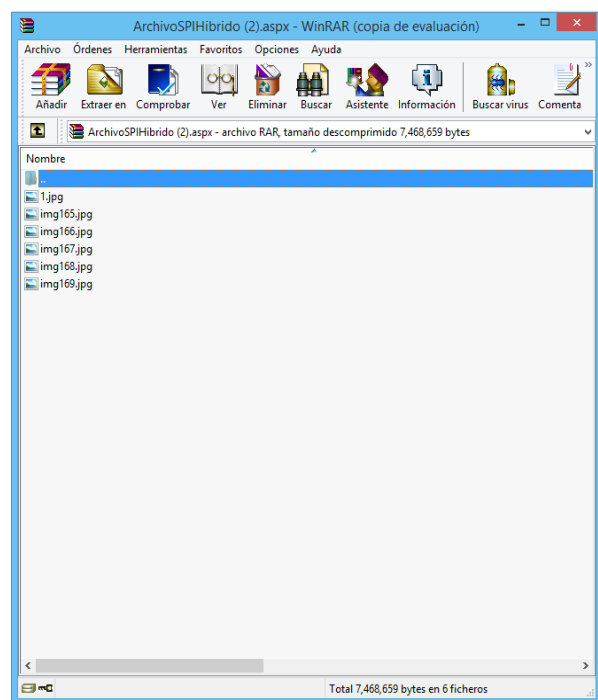 ArchivoSPIHibrido (2).aspx - WinRAR (copia de evaluación)
Archivo Órdenes Herramientas Favoritos Opciones Ayuda
Añadir Extraer en Comprobar Ver Eliminar Buscar Asistente Información Buscar virus Comenta
ArchivoSPIHibrido (2).aspx - archivo RAR, tamaño descomprimido 7,468,659 bytes
Nombre
..
1.jpg
img165.jpg
img166.jpg
img167.jpg
img168.jpg
img169.jpg
Total 7,468,659 bytes en 6 ficheros